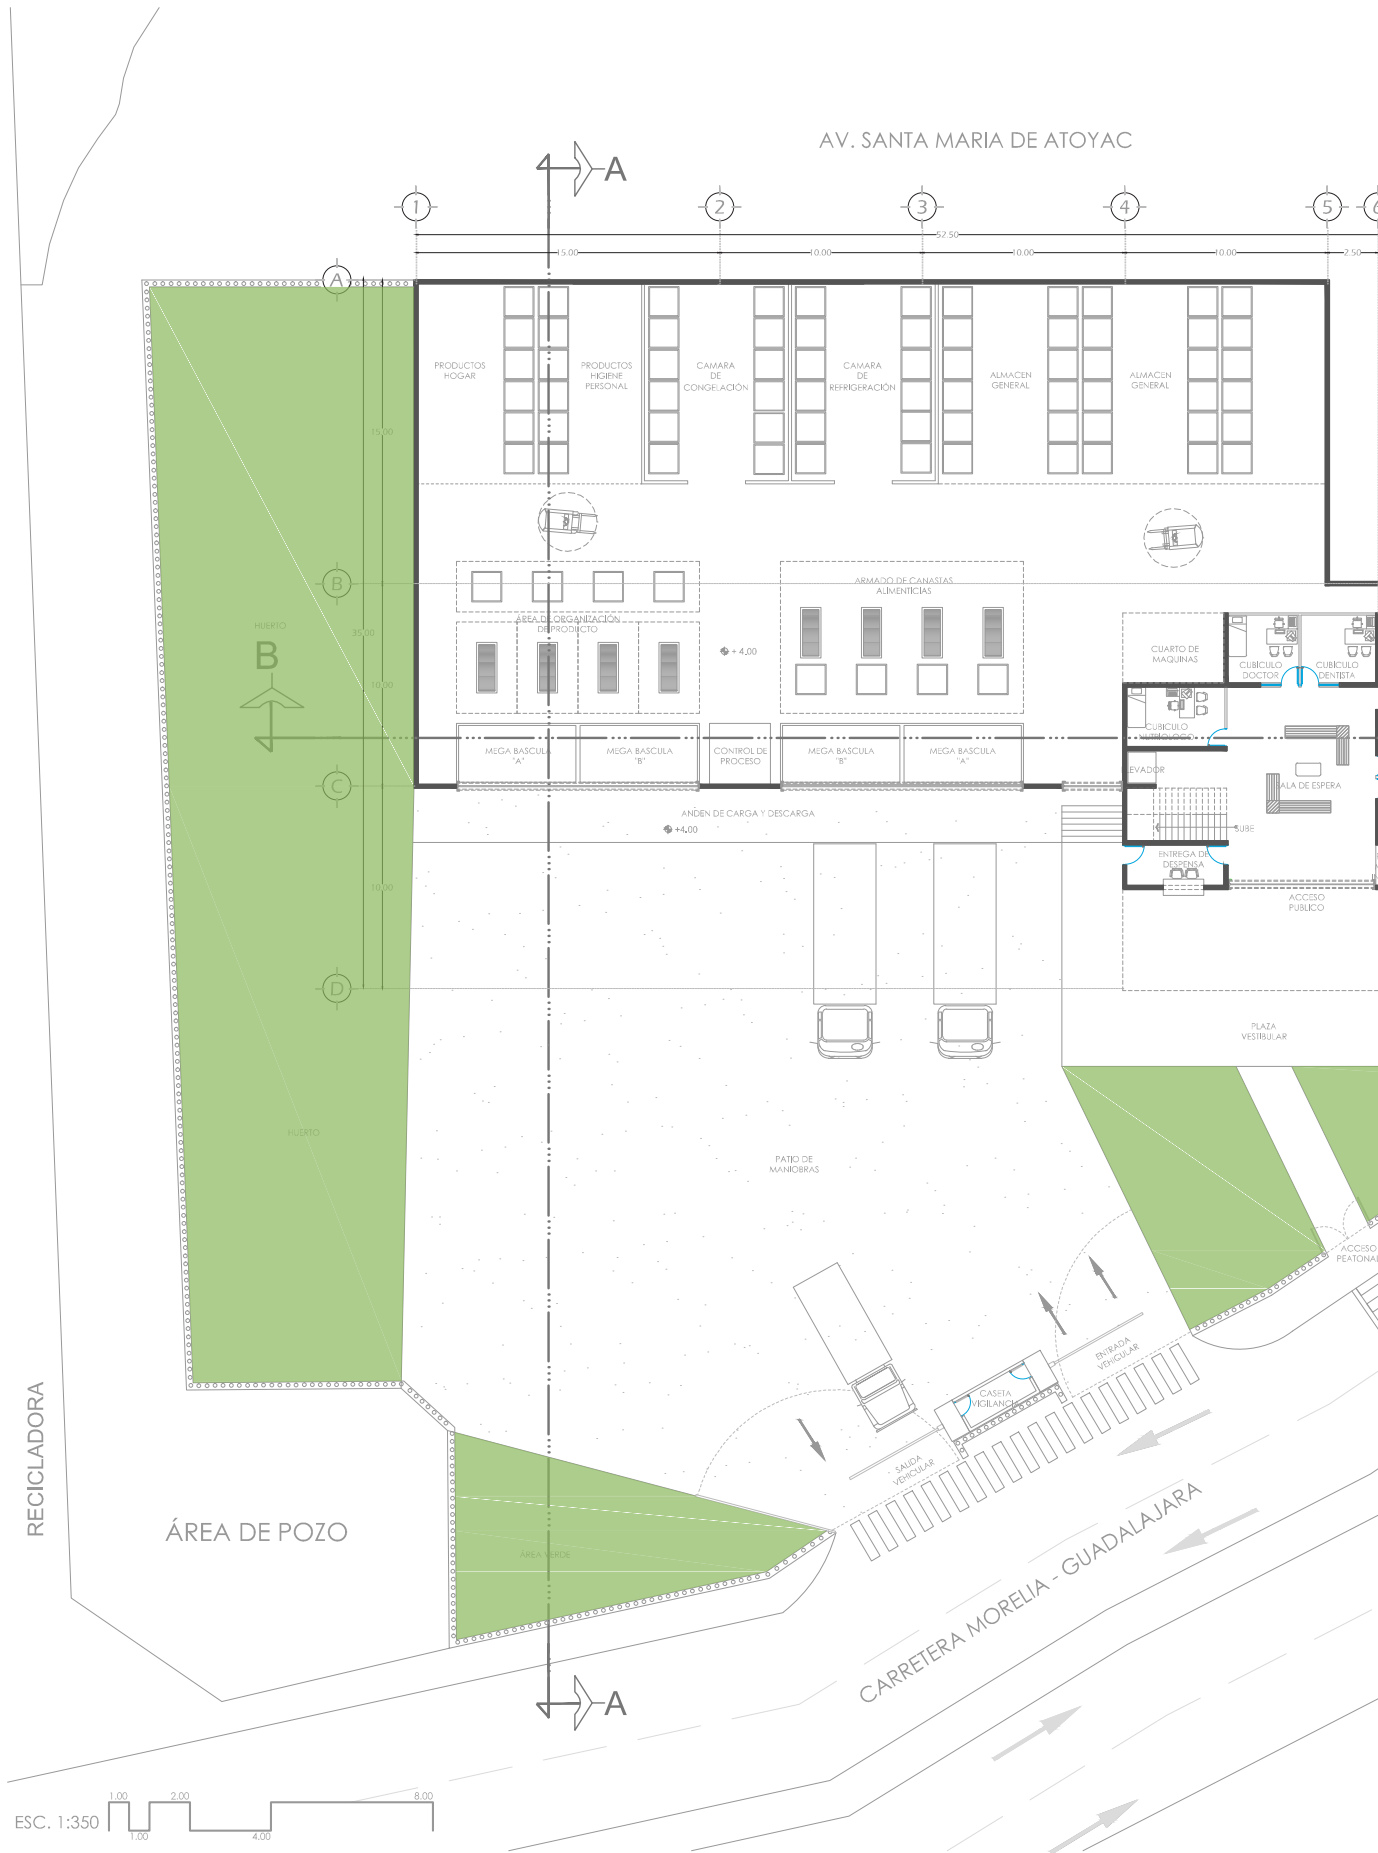 AV. SANTA MARIA DE ATOYAC
A
1
2
3
4
5
52.50
15.00
10.00
10.00
10.00
2.50
A
PRODUCTOS
HOGAR
PRODUCTOS
HIGIENE
PERSONAL
CAMARA
DE
CONGELACIÓN
CAMARA
DE
REFRIGERACIÓN
ALMACEN
GENERAL
ALMACEN
GENERAL
15.00
B
ARMADO DE CANASTAS
ALIMENTICIAS
ÁREA DE ORGANIZACIÓN
DE PRODUCTO
HUERTO
35.00
B
+ 4.00
CUARTO DE
MAQUINAS
CUBÍCULO
DOCTOR
CUBÍCULO
DENTISTA
10.00
CUBICULO
NUTRIOLOGO
MEGA BASCULA
"A"
MEGA BASCULA
"B"
CONTROL DE
PROCESO
MEGA BASCULA
"B"
MEGA BASCULA
"A"
EVADOR
ALA DE ESPERA
C
ANDEN DE CARGA Y DESCARGA
+4.00
SUBE
ENTREGA DE
DESPENSA
10.00
ACCESO
PUBLICO
D
PLAZA
VESTIBULAR
HUERTO
PATIO DE
MANIOBRAS
ACCESO
PEATONAL
ENTRADA
VEHICULAR
CASETA
VIGILANCIA
SALIDA
VEHICULAR
RECICLADORA
ÁREA DE POZO
ÁREA VERDE
CARRETERA MORELIA - GUADALAJARA
A
ESC. 1:350
1.00
2.00
8.00
1.00
4.00